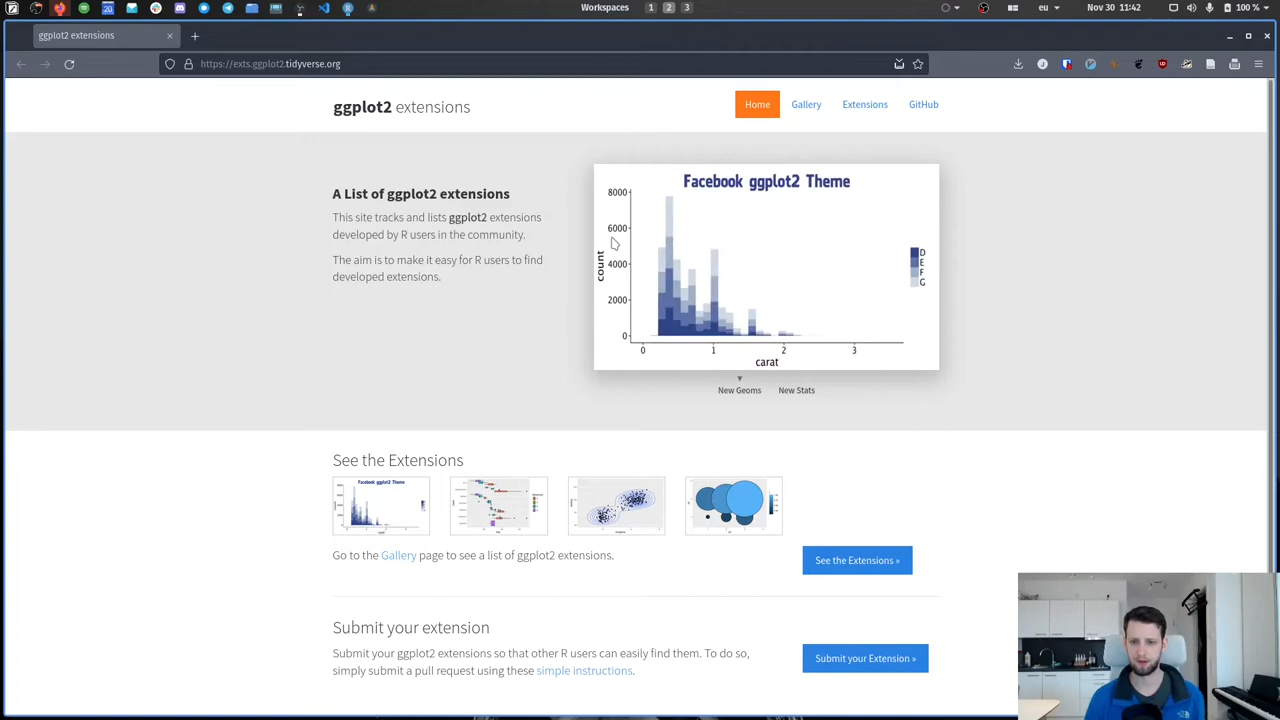 Workspaces 1 2 3
eu
Nov 30 11:42
100 %
ggplot2 extensions
https://exts.ggplot2.tidyverse.org
ggplot2 extensions
Home Gallery Extensions GitHub
A List of ggplot2 extensions
This site tracks and lists ggplot2 extensions
developed by R users in the community.
The aim is to make it easy for R users to find
developed extensions.
Facebook ggplot2 Theme
8000
6000
4000
2000
0
count
0 1 2 3
carat
D
E
F
G
New Geoms New Stats
See the Extensions
Facebook ggplot2 Theme
Go to the Gallery page to see a list of ggplot2 extensions.
See the Extensions »
Submit your extension
Submit your ggplot2 extensions so that other R users can easily find them. To do so,
simply submit a pull request using these simple instructions.
Submit your Extension »